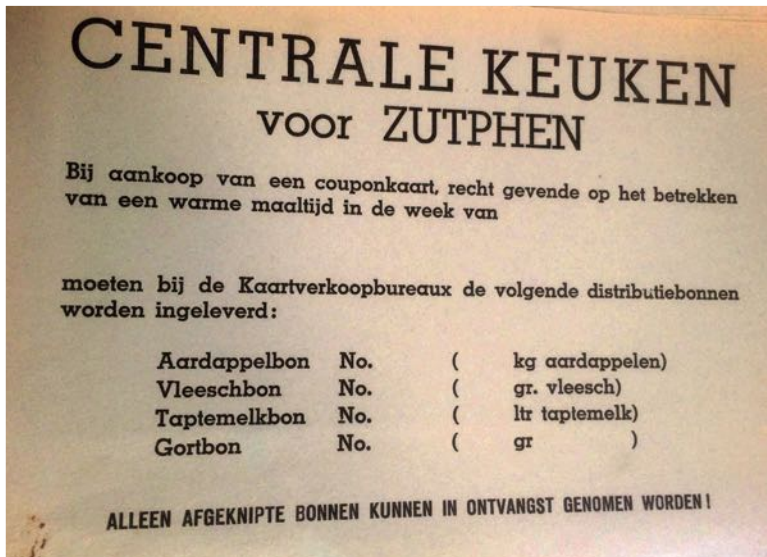 CENTRALE KEUKEN
voor ZUTPHEN
Bij aankoop van een couponkaart, recht gevende op het betrekken
van een warme maaltijd in de week van
moeten bij de Kaartverkoopbureaux de volgende distributiebonnen
worden ingeleverd:
Aardappelbon No. ( kg aardappelen)
Vleeschbon No. ( gr. vleesch)
Taptemelkbon No. ( ltr taptemelk)
Gortbon No. ( gr )
ALLEEN AFGEKNIPTE BONNEN KUNNEN IN ONTVANGST GENOMEN WORDEN!